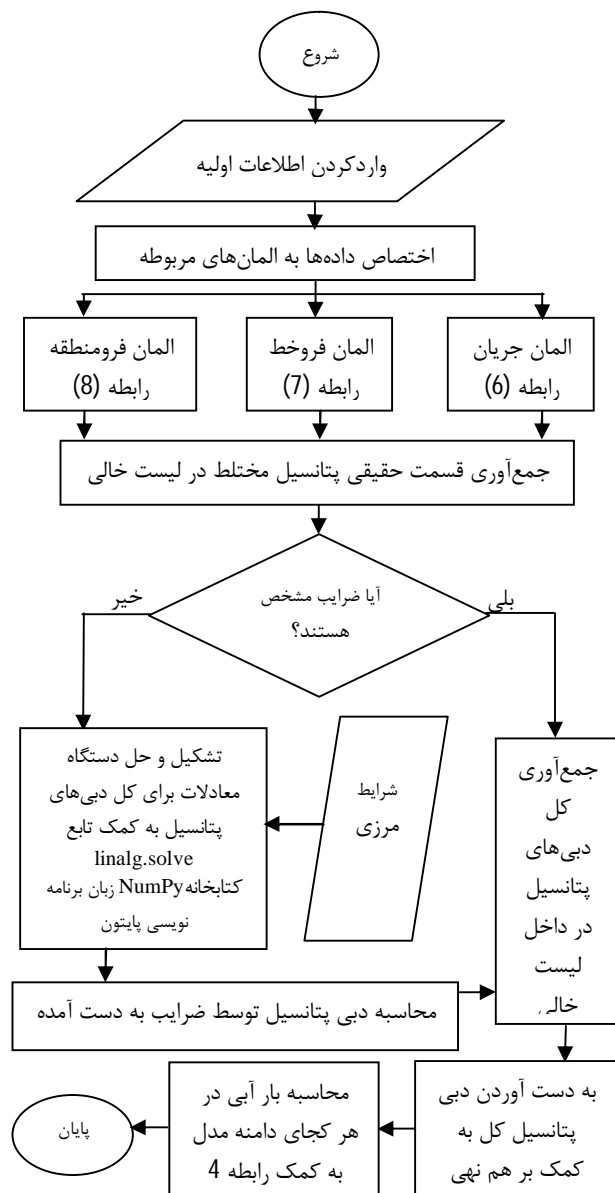 شروع
واردکردن اطلاعات اولیه
اختصاص داده‌ها به المان‌های مربوطه
المان جریان
رابطه (6)
المان فروخط
رابطه (7)
المان فرومنطقه
رابطه (8)
جمع‌آوری قسمت حقیقی پتانسیل مختلط در لیست خالی
آیا ضرایب مشخص
هستند؟
بلی
خیر
جمع‌آوری
کل
دبی‌های
پتانسیل
در داخل
لیست
خالی
شرایط
مرزی
تشکیل و حل دستگاه
معادلات برای کل دبی‌های
پتانسیل به کمک تابع
linalg.solve
کتابخانه NumPy زبان برنامه
نویسی پایتون
محاسبه دبی پتانسیل توسط ضرایب به دست آمده
به دست آوردن دبی
پتانسیل کل به
کمک بر هم نهی
محاسبه بار آبی در
هر کجای دامنه مدل
به کمک رابطه 4
پایان